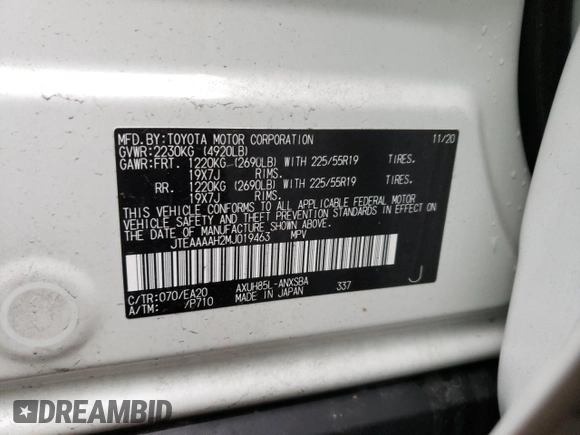 MFD.BY:TOYOTA MOTOR CORPORATION 11/20
GVWR:2230KG (4920LB)
GAWR:FRT. 1220KG (2690LB) WITH 225/55R19 TIRES.
19X7J RIMS.
RR. 1220KG (2690LB) WITH 225/55R19 TIRES.
19X7J RIMS.
THIS VEHICLE CONFORMS TO ALL APPLICABLE FEDERAL MOTOR
VEHICLE SAFETY AND THEFT PREVENTION STANDARDS IN EFFECT ON
THE DATE OF MANUFACTURE SHOWN ABOVE.
JTEAAAAH2MJ019463 MPV
C/TR:070/EA20 AXUH85L-ANXSBA 337 J
A/TM: /P710 MADE IN JAPAN
DREAMBID